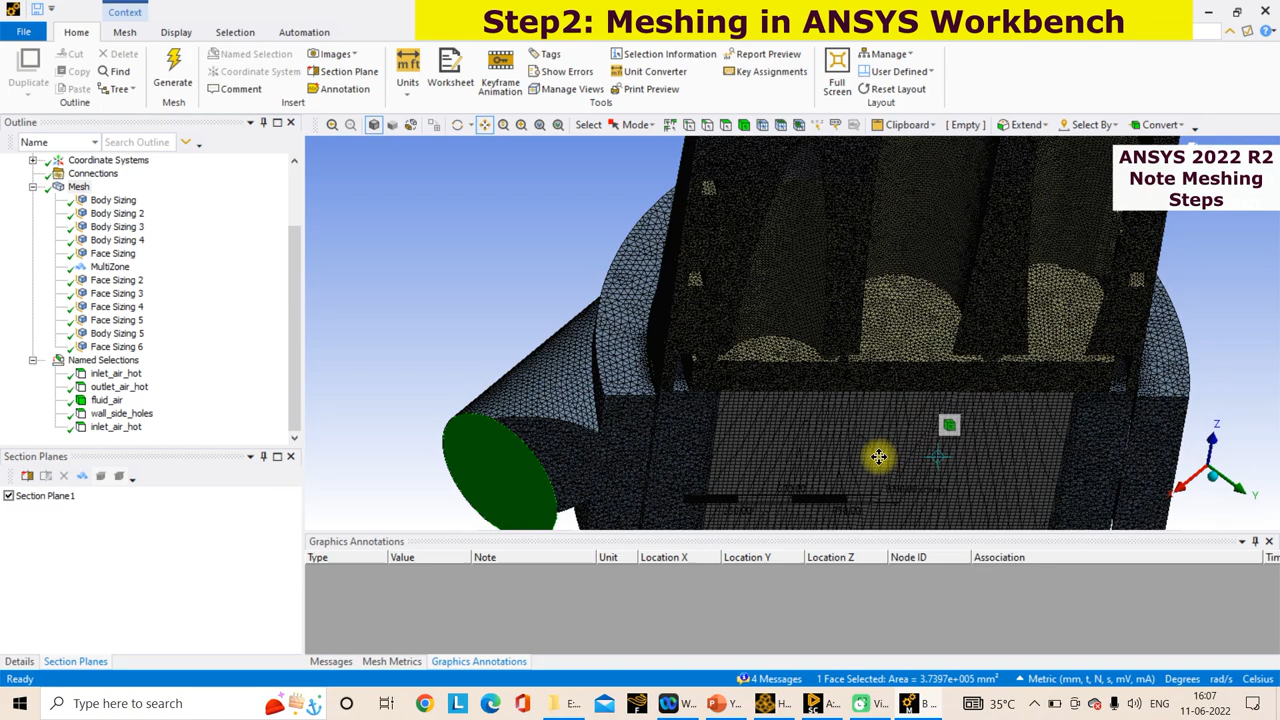 Context
Step2: Meshing in ANSYS Workbench
File
Home
Mesh
Display
Selection
Automation
Duplicate
Cut
Copy
Paste
Delete
Find
Tree
Outline
Generate
Mesh
Named Selection
Coordinate System
Comment
Images
Section Plane
Annotation
Insert
Units
Worksheet
Keyframe
Animation
Tags
Show Errors
Manage Views
Selection Information
Unit Converter
Print Preview
Report Preview
Key Assignments
Tools
Full
Screen
Manage
User Defined
Reset Layout
Layout
Outline
Name
Search Outline
Select
Mode
Clipboard
[ Empty ]
Extend
Select By
Convert
Coordinate Systems
Connections
Mesh
Body Sizing
Body Sizing 2
Body Sizing 3
Body Sizing 4
Face Sizing
MultiZone
Face Sizing 2
Face Sizing 3
Face Sizing 4
Face Sizing 5
Body Sizing 5
Face Sizing 6
Named Selections
inlet_air_hot
outlet_air_hot
fluid_air
wall_side_holes
inlet_air_hot
ANSYS 2022 R2
Note Meshing
Steps
Z
Y
Section Planes
Section Plane1
Details
Section Planes
Graphics Annotations
Type
Value
Note
Unit
Location X
Location Y
Location Z
Node ID
Association
Messages
Mesh Metrics
Graphics Annotations
Ready
4 Messages
1 Face Selected: Area = 3.7397e+005 mm²
Metric (mm, t, N, s, mV, mA)
Degrees
rad/s
Celsius
Type here to search
E...
W...
Y...
H...
A:...
U...
B ...
35°C
ENG
16:07
11-06-2022